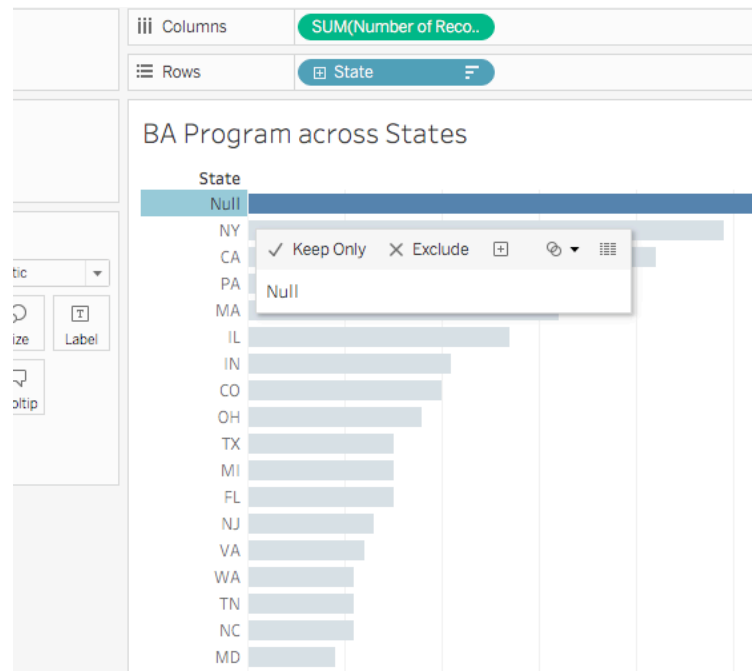 Columns
SUM(Number of Reco..
Rows
State
BA Program across States
State
Null
NY
Keep Only
Exclude
CA
PA
Null
MA
IL
IN
CO
OH
TX
MI
FL
NJ
VA
WA
TN
NC
MD
tic
ize
T
Label
oltip